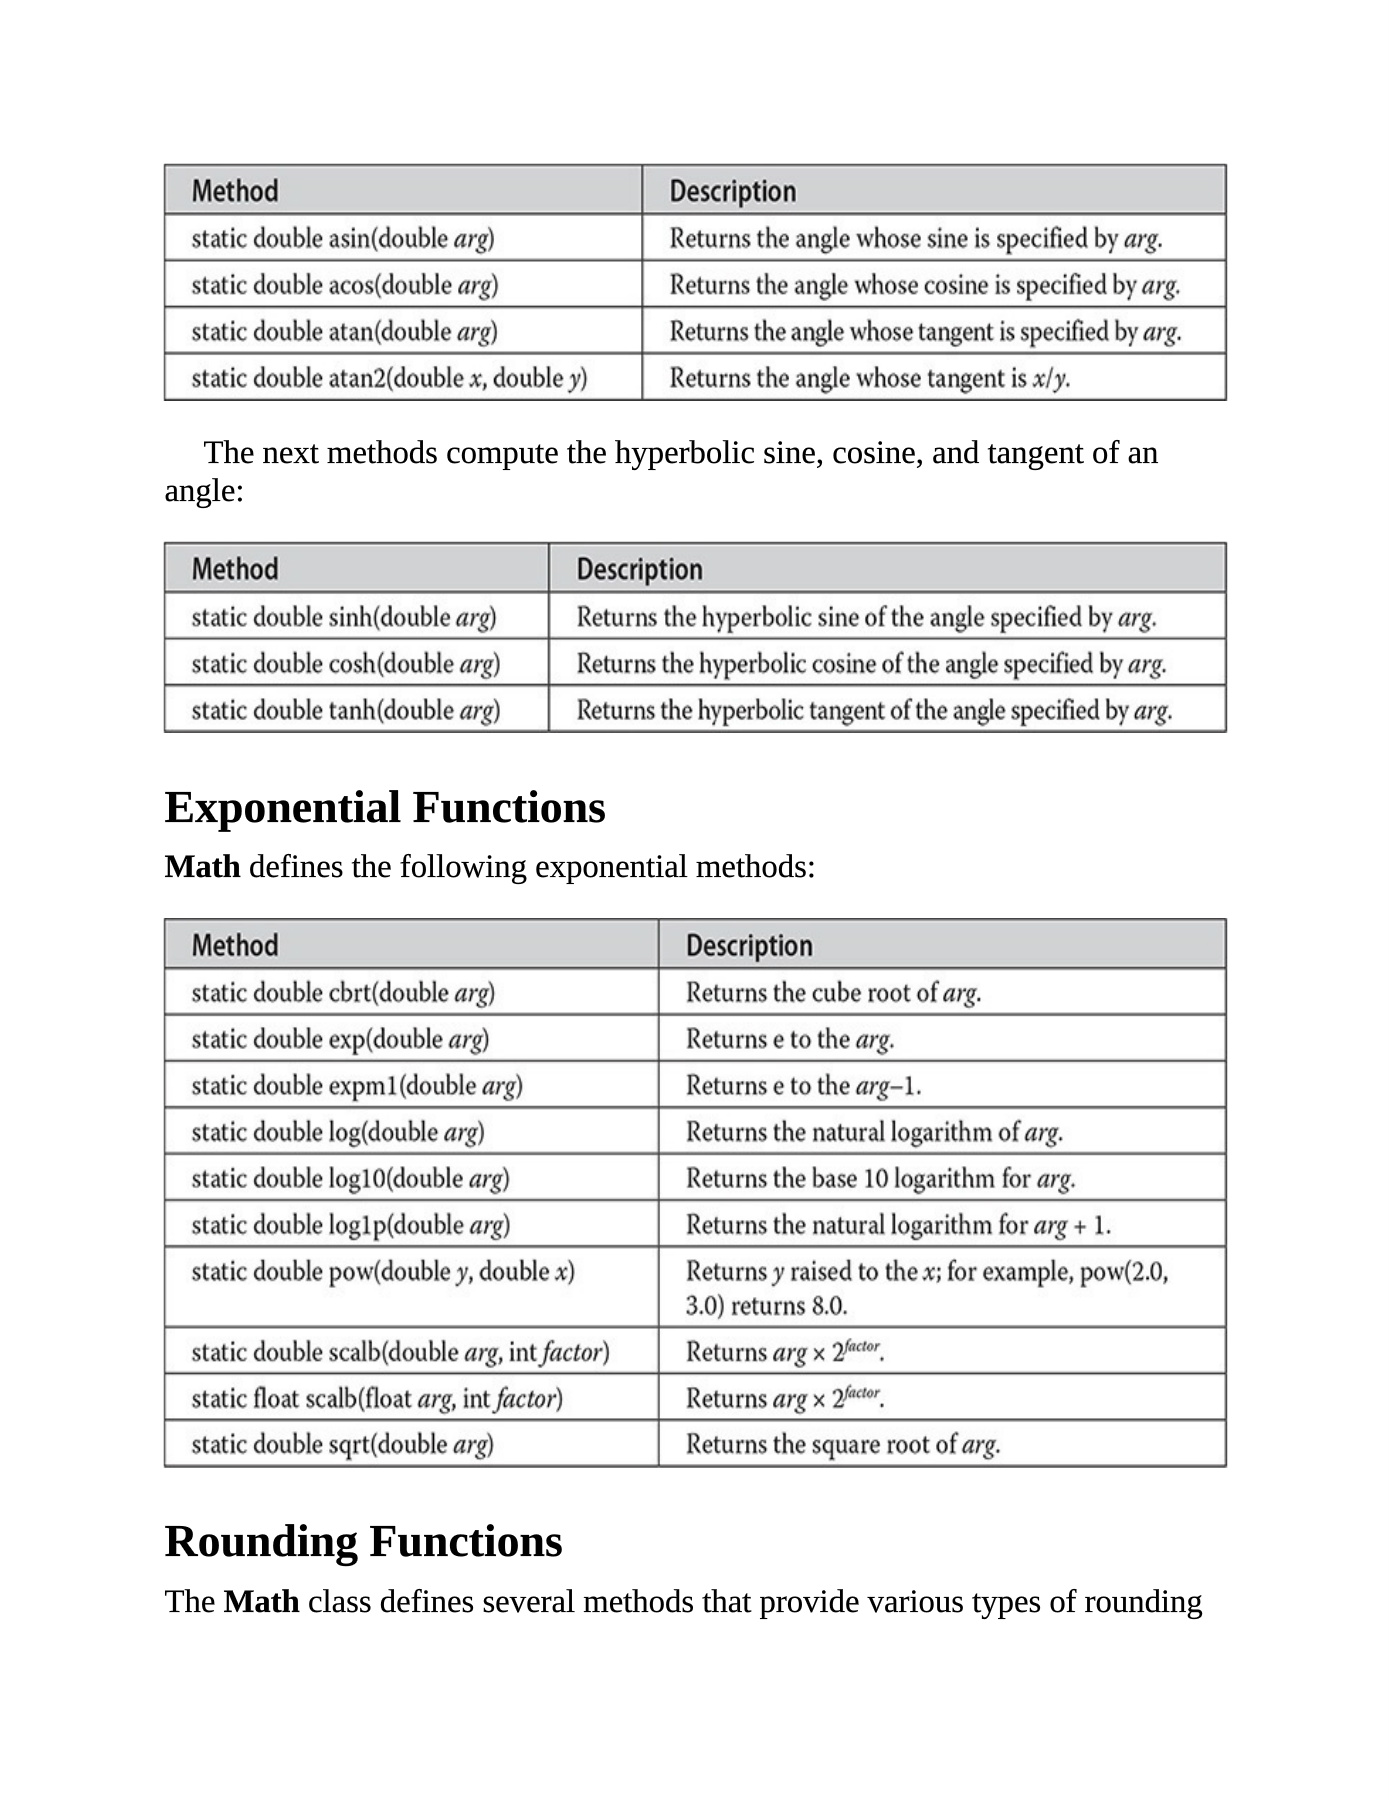 Method Description
static double asin(double arg) Returns the angle whose sine is specified by arg.
static double acos(double arg) Returns the angle whose cosine is specified by arg.
static double atan(double arg) Returns the angle whose tangent is specified by arg.
static double atan2(double x, double y) Returns the angle whose tangent is x/y.
The next methods compute the hyperbolic sine, cosine, and tangent of an
angle:
Method Description
static double sinh(double arg) Returns the hyperbolic sine of the angle specified by arg.
static double cosh(double arg) Returns the hyperbolic cosine of the angle specified by arg.
static double tanh(double arg) Returns the hyperbolic tangent of the angle specified by arg.
Exponential Functions
Math defines the following exponential methods:
Method Description
static double cbrt(double arg) Returns the cube root of arg.
static double exp(double arg) Returns e to the arg.
static double expm1(double arg) Returns e to the arg–1.
static double log(double arg) Returns the natural logarithm of arg.
static double log10(double arg) Returns the base 10 logarithm for arg.
static double log1p(double arg) Returns the natural logarithm for arg + 1.
static double pow(double y, double x) Returns y raised to the x; for example, pow(2.0,
3.0) returns 8.0.
static double scalb(double arg, int factor) Returns arg × 2^factor.
static float scalb(float arg, int factor) Returns arg × 2^factor.
static double sqrt(double arg) Returns the square root of arg.
Rounding Functions
The Math class defines several methods that provide various types of rounding